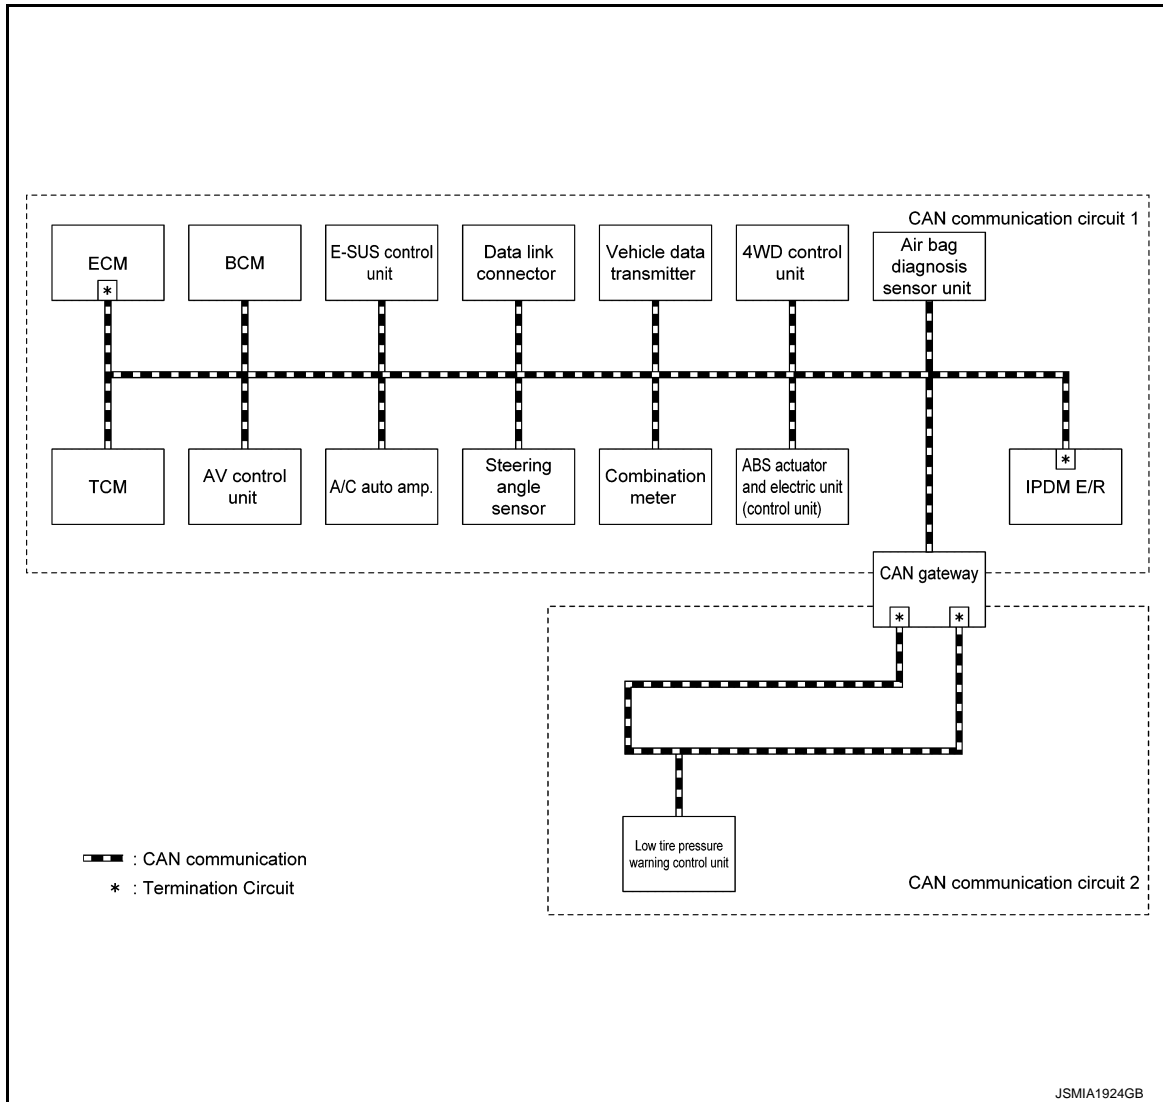 CAN communication circuit 1
ECM
*
BCM
E-SUS control
unit
Data link
connector
Vehicle data
transmitter
4WD control
unit
Air bag
diagnosis
sensor unit
TCM
AV control
unit
A/C auto amp.
Steering
angle
sensor
Combination
meter
ABS actuator
and electric unit
(control unit)
*
IPDM E/R
CAN gateway
* *
Low tire pressure
warning control unit
CAN communication circuit 2
: CAN communication
* : Termination Circuit
JSMIA1924GB